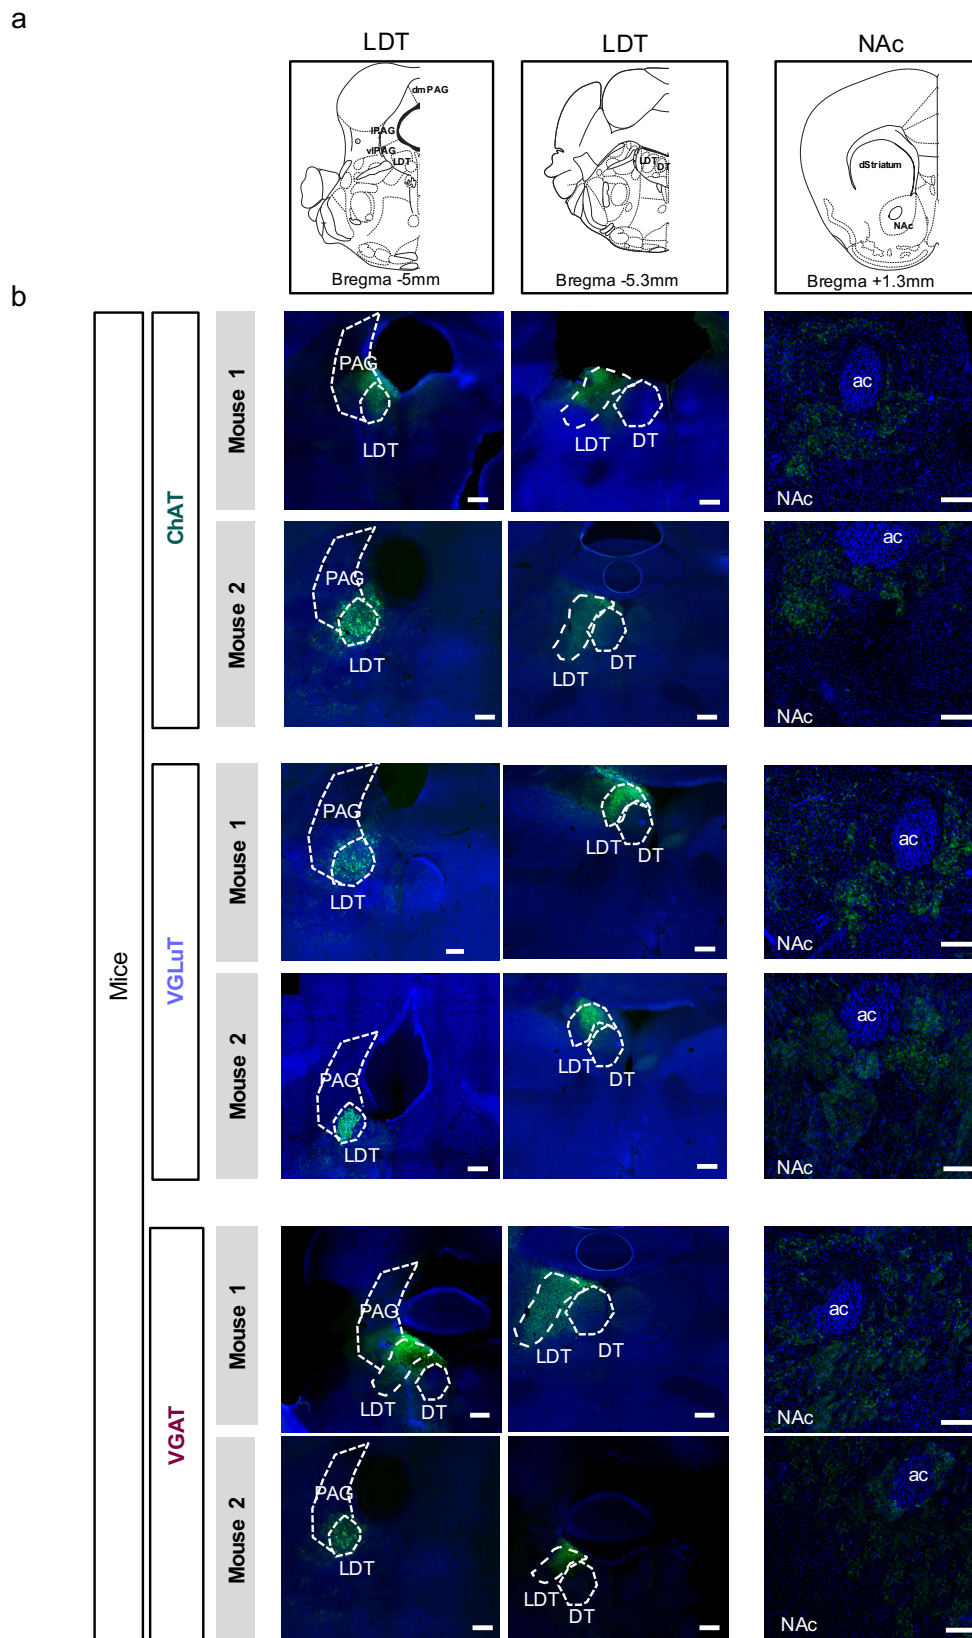 a
LDT
LDT
NAc
dmPAG
lPAG
vlPAG
LDT
Bregma -5mm
LDT
DT
Bregma -5.3mm
dStriatum
NAc
Bregma +1.3mm
b
Mice
ChAT
Mouse 1
PAG
LDT
LDT
DT
ac
NAc
Mouse 2
PAG
LDT
LDT
DT
ac
NAc
VGLuT
Mouse 1
PAG
LDT
LDT
DT
ac
NAc
Mouse 2
PAG
LDT
LDT
DT
ac
NAc
VGAT
Mouse 1
PAG
LDT
DT
LDT
DT
ac
NAc
Mouse 2
PAG
LDT
LDT
DT
ac
NAc